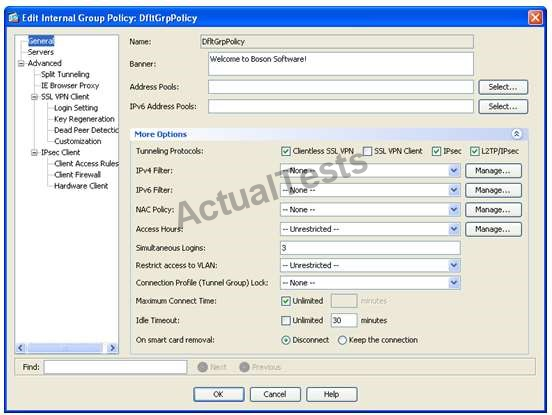 Edit Internal Group Policy: DfltGrpPolicy
General
Servers
Advanced
Split Tunneling
IE Browser Proxy
SSL VPN Client
Login Setting
Key Regeneration
Dead Peer Detectic
Customization
IPsec Client
Client Access Rules
Client Firewall
Hardware Client
Name: DfltGrpPolicy
Banner: Welcome to Boson Software!
Address Pools: Select...
IPv6 Address Pools: Select...
More Options
Tunneling Protocols: Clientless SSL VPN SSL VPN Client IPsec L2TP/IPsec
IPv4 Filter: -- None -- Manage...
IPv6 Filter: -- None -- Manage...
NAC Policy: -- None -- Manage...
Access Hours: -- Unrestricted -- Manage...
Simultaneous Logins: 3
Restrict access to VLAN: -- Unrestricted --
Connection Profile (Tunnel Group) Lock: -- None --
Maximum Connect Time: Unlimited minutes
Idle Timeout: Unlimited 30 minutes
On smart card removal: Disconnect Keep the connection
Find: Next Previous
OK Cancel Help
ActualTests